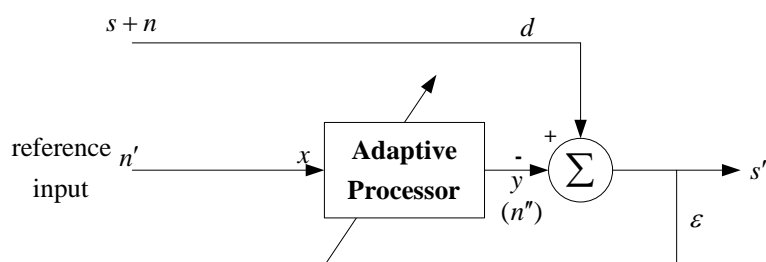 s + n
d
+
reference
input
n′
x
Adaptive
Processor
-
y
(n″)
Σ
s′
ε